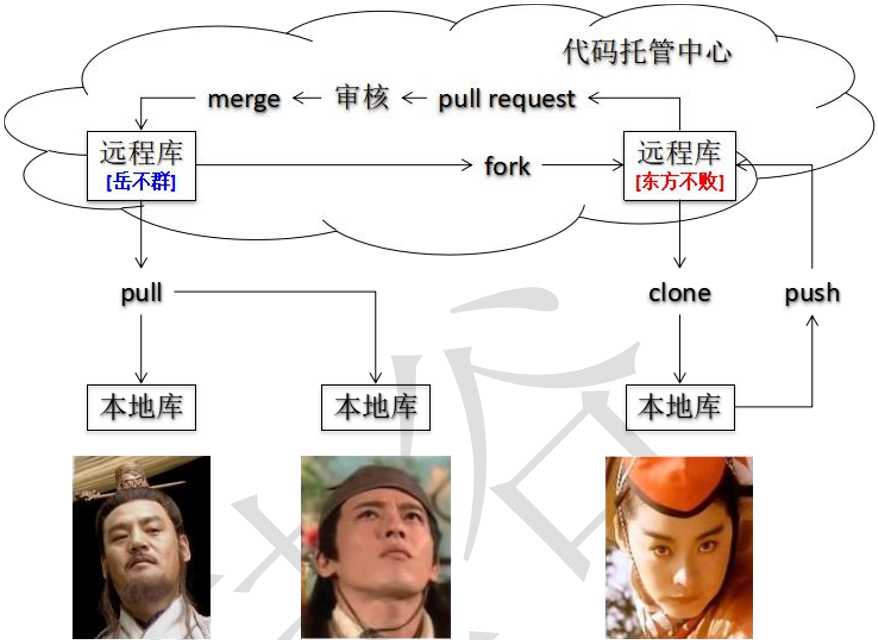 代码托管中心
merge
审核
pull request
远程库
[岳不群]
fork
远程库
[东方不败]
pull
clone
push
本地库
本地库
本地库